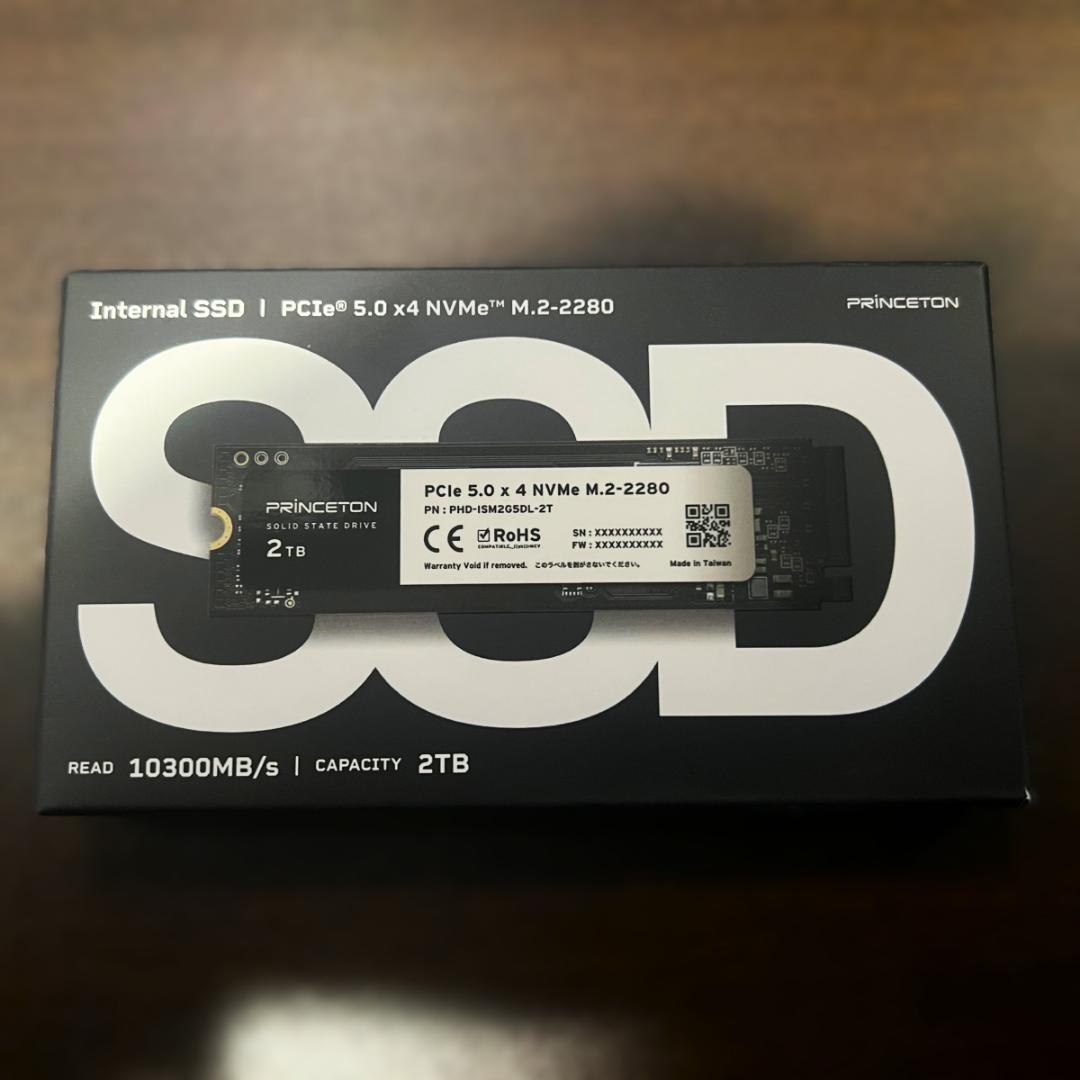 Internal SSD | PCIe® 5.0 x4 NVMe™ M.2-2280
PRINCETON
SSD
PRINCETON
SOLID STATE DRIVE
2TB
PCIe 5.0 x 4 NVMe M.2-2280
PN : PHD-ISM2G5DL-2T
CE
RoHS
SN : XXXXXXXXXX
FW : XXXXXXXXXX
Warranty Void if removed. このラベルを剥がさないでください。
Made in Taiwan
READ 10300MB/s | CAPACITY 2TB